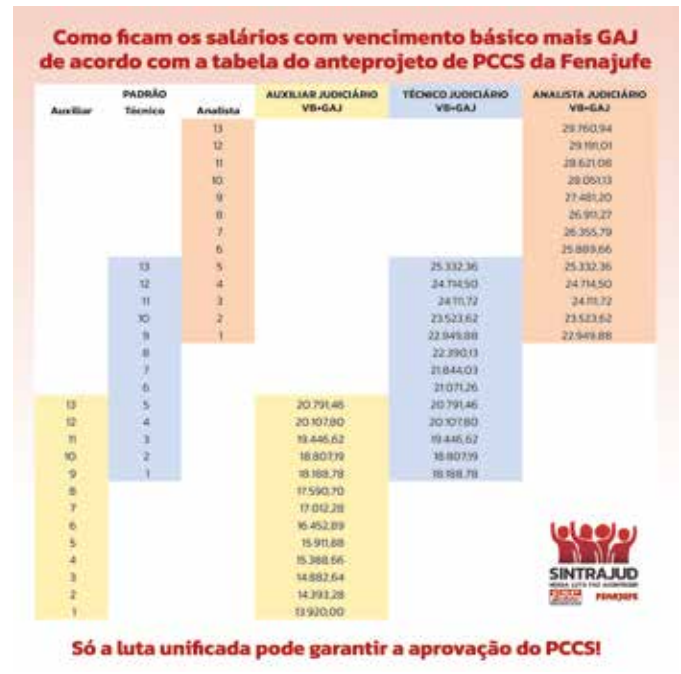 Como ficam os salários com vencimento básico mais GAJ
de acordo com a tabela do anteprojeto de PCCS da Fenajufe
PADRÃO AUXILIAR JUDICIÁRIO TÉCNICO JUDICIÁRIO ANALISTA JUDICIÁRIO
Auxiliar Técnico Analista VB+GAJ VB+GAJ VB+GAJ
13 29.760,94
12 29.191,01
11 28.621,08
10 28.051,13
9 27.481,20
8 26.911,27
7 26.355,79
6 25.889,66
13 5 25.332,36 25.332,36
12 4 24.714,50 24.714,50
11 3 24.111,72 24.111,72
10 2 23.523,62 23.523,62
9 1 22.949,88 22.949,88
8 22.390,13
7 21.844,03
6 21.071,26
13 5 20.791,46 20.791,46
12 4 20.107,80 20.107,80
11 3 19.446,62 19.446,62
10 2 18.807,19 18.807,19
9 1 18.188,78 18.188,78
8 17.590,70
7 17.012,28
6 16.452,89
5 15.911,88
4 15.388,66
3 14.882,64
2 14.393,28
1 13.920,00
SINTRAJUD
FENAJUFE
Só a luta unificada pode garantir a aprovação do PCCS!